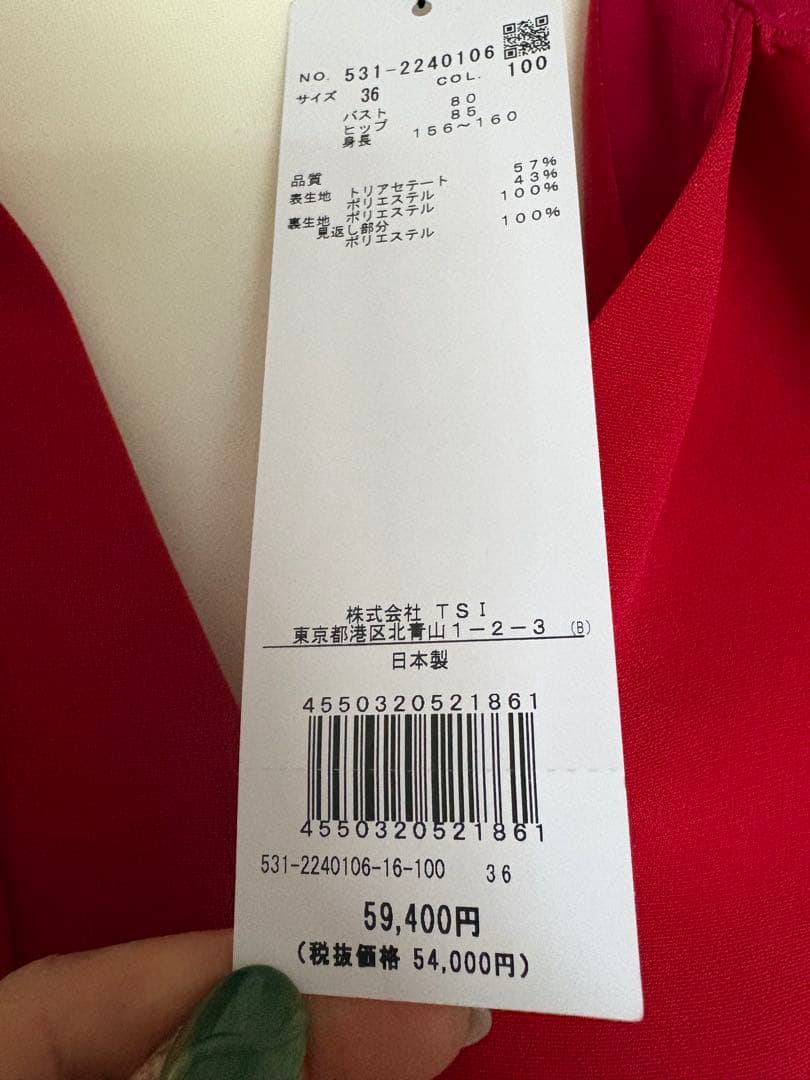 NO. 531-2240106
COL. 100
サイズ 36
バスト 80
ヒップ 85
身長 156～160
品質
表生地 トリアセテート 57%
ポリエステル 43%
裏生地 ポリエステル 100%
見返し部分
ポリエステル 100%
株式会社 TSI
東京都港区北青山1-2-3 (B)
日本製
4550320521861
4550320521861
531-2240106-16-100 36
59,400円
(税抜価格 54,000円)